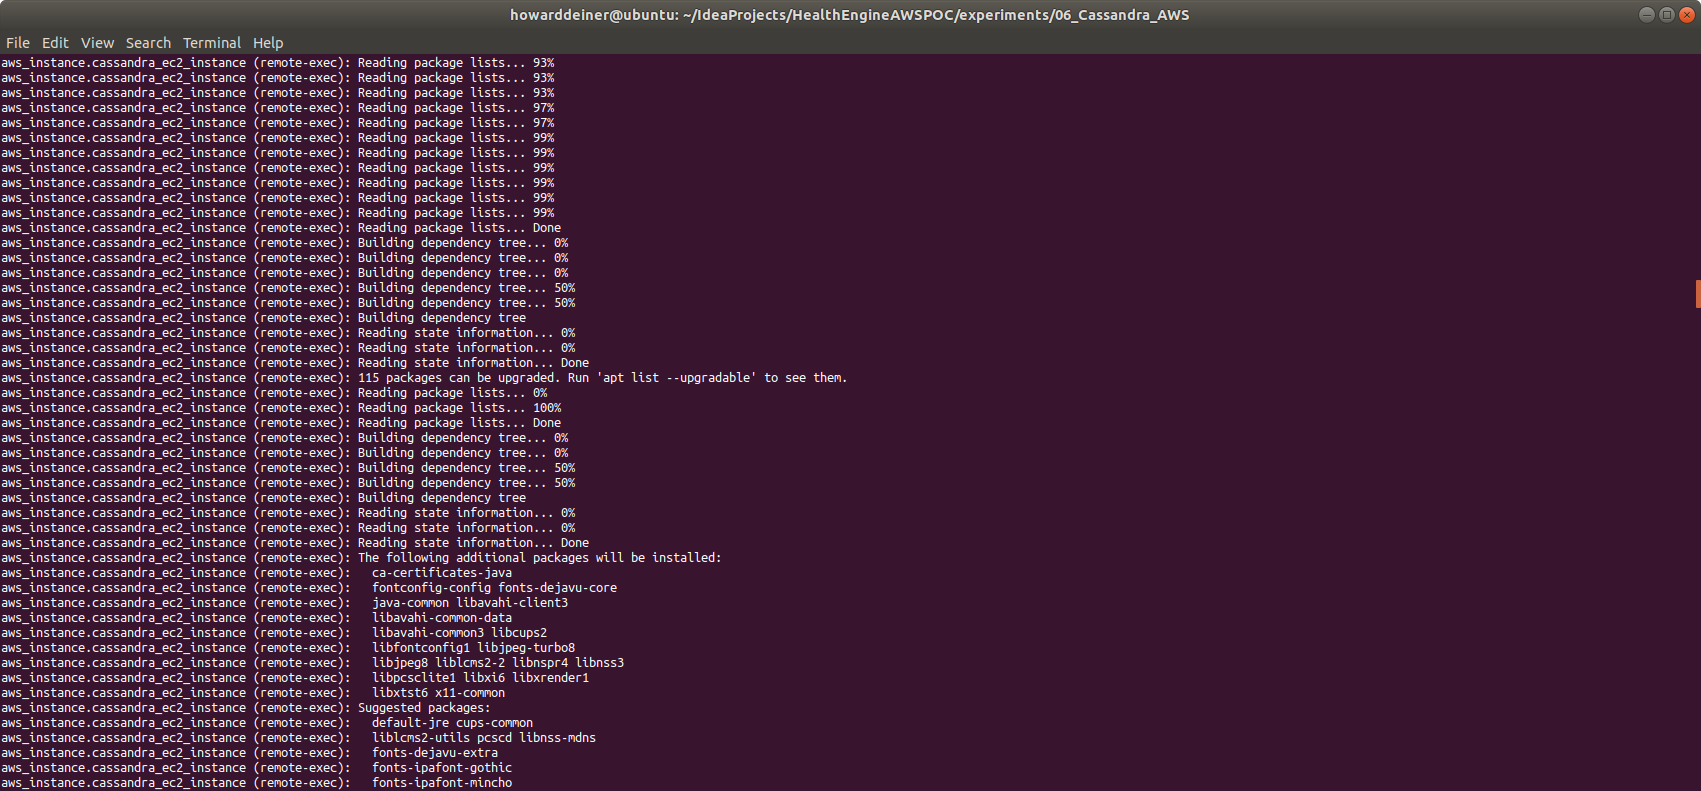 howarddeiner@ubuntu: ~/IdeaProjects/HealthEngineAWSPOC/experiments/06_Cassandra_AWS
File Edit View Search Terminal Help
aws_instance.cassandra_ec2_instance (remote-exec): Reading package lists... 93%
aws_instance.cassandra_ec2_instance (remote-exec): Reading package lists... 93%
aws_instance.cassandra_ec2_instance (remote-exec): Reading package lists... 93%
aws_instance.cassandra_ec2_instance (remote-exec): Reading package lists... 97%
aws_instance.cassandra_ec2_instance (remote-exec): Reading package lists... 97%
aws_instance.cassandra_ec2_instance (remote-exec): Reading package lists... 99%
aws_instance.cassandra_ec2_instance (remote-exec): Reading package lists... 99%
aws_instance.cassandra_ec2_instance (remote-exec): Reading package lists... 99%
aws_instance.cassandra_ec2_instance (remote-exec): Reading package lists... 99%
aws_instance.cassandra_ec2_instance (remote-exec): Reading package lists... 99%
aws_instance.cassandra_ec2_instance (remote-exec): Reading package lists... 99%
aws_instance.cassandra_ec2_instance (remote-exec): Reading package lists... Done
aws_instance.cassandra_ec2_instance (remote-exec): Building dependency tree... 0%
aws_instance.cassandra_ec2_instance (remote-exec): Building dependency tree... 0%
aws_instance.cassandra_ec2_instance (remote-exec): Building dependency tree... 0%
aws_instance.cassandra_ec2_instance (remote-exec): Building dependency tree... 50%
aws_instance.cassandra_ec2_instance (remote-exec): Building dependency tree... 50%
aws_instance.cassandra_ec2_instance (remote-exec): Building dependency tree
aws_instance.cassandra_ec2_instance (remote-exec): Reading state information... 0%
aws_instance.cassandra_ec2_instance (remote-exec): Reading state information... 0%
aws_instance.cassandra_ec2_instance (remote-exec): Reading state information... Done
aws_instance.cassandra_ec2_instance (remote-exec): 115 packages can be upgraded. Run 'apt list --upgradable' to see them.
aws_instance.cassandra_ec2_instance (remote-exec): Reading package lists... 0%
aws_instance.cassandra_ec2_instance (remote-exec): Reading package lists... 100%
aws_instance.cassandra_ec2_instance (remote-exec): Reading package lists... Done
aws_instance.cassandra_ec2_instance (remote-exec): Building dependency tree... 0%
aws_instance.cassandra_ec2_instance (remote-exec): Building dependency tree... 0%
aws_instance.cassandra_ec2_instance (remote-exec): Building dependency tree... 50%
aws_instance.cassandra_ec2_instance (remote-exec): Building dependency tree... 50%
aws_instance.cassandra_ec2_instance (remote-exec): Building dependency tree
aws_instance.cassandra_ec2_instance (remote-exec): Reading state information... 0%
aws_instance.cassandra_ec2_instance (remote-exec): Reading state information... 0%
aws_instance.cassandra_ec2_instance (remote-exec): Reading state information... Done
aws_instance.cassandra_ec2_instance (remote-exec): The following additional packages will be installed:
aws_instance.cassandra_ec2_instance (remote-exec):   ca-certificates-java
aws_instance.cassandra_ec2_instance (remote-exec):   fontconfig-config fonts-dejavu-core
aws_instance.cassandra_ec2_instance (remote-exec):   java-common libavahi-client3
aws_instance.cassandra_ec2_instance (remote-exec):   libavahi-common-data
aws_instance.cassandra_ec2_instance (remote-exec):   libavahi-common3 libcups2
aws_instance.cassandra_ec2_instance (remote-exec):   libfontconfig1 libjpeg-turbo8
aws_instance.cassandra_ec2_instance (remote-exec):   libjpeg8 liblcms2-2 libnspr4 libnss3
aws_instance.cassandra_ec2_instance (remote-exec):   libpcsclite1 libxi6 libxrender1
aws_instance.cassandra_ec2_instance (remote-exec):   libxtst6 x11-common
aws_instance.cassandra_ec2_instance (remote-exec): Suggested packages:
aws_instance.cassandra_ec2_instance (remote-exec):   default-jre cups-common
aws_instance.cassandra_ec2_instance (remote-exec):   liblcms2-utils pcscd libnss-mdns
aws_instance.cassandra_ec2_instance (remote-exec):   fonts-dejavu-extra
aws_instance.cassandra_ec2_instance (remote-exec):   fonts-ipafont-gothic
aws_instance.cassandra_ec2_instance (remote-exec):   fonts-ipafont-mincho